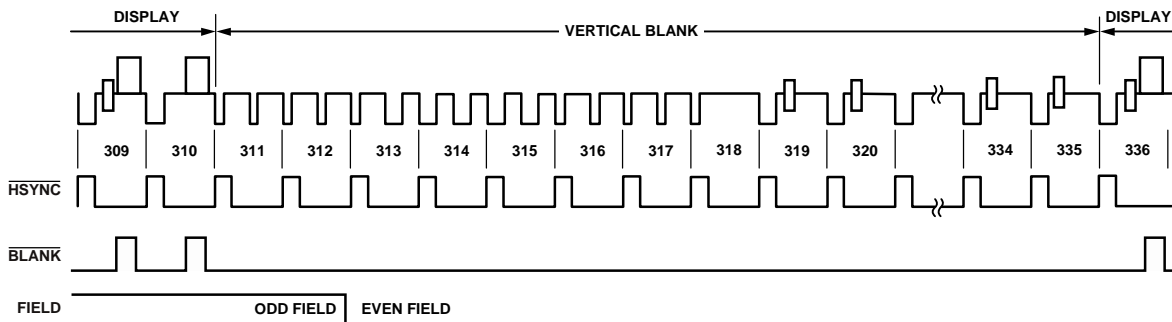 DISPLAY VERTICAL BLANK DISPLAY
309 310 311 312 313 314 315 316 317 318 319 320 334 335 336
HSYNC
BLANK
FIELD ODD FIELD EVEN FIELD